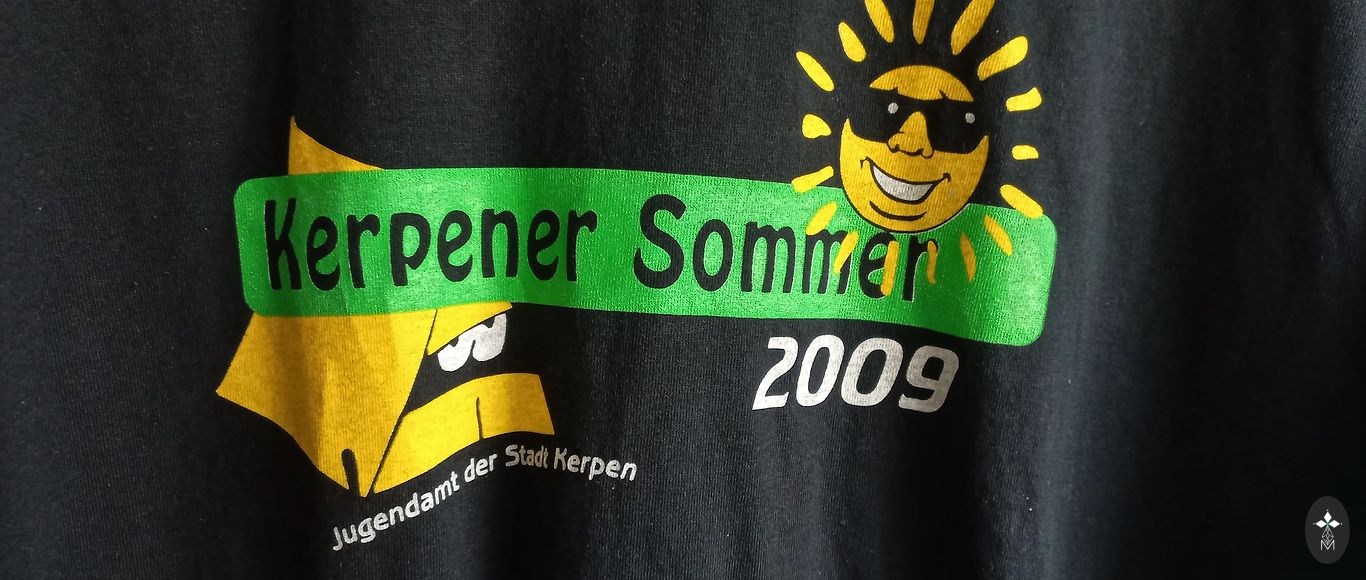 Kerpener Sommer
2009
Jugendamt der Stadt Kerpen